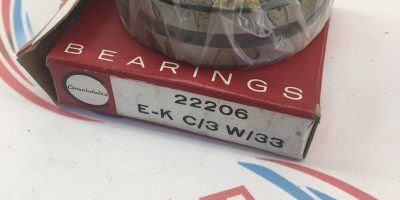 BEARINGS
Consolidated
22206
E-K C/3 W/33